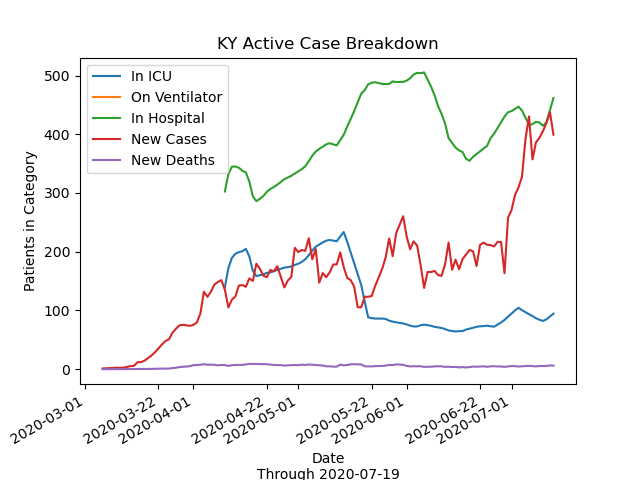 KY Active Case Breakdown
In ICU
On Ventilator
In Hospital
New Cases
New Deaths
Patients in Category
500
400
300
200
100
0
2020-03-01
2020-03-22
2020-04-01
2020-04-22
2020-05-01
2020-05-22
2020-06-01
2020-06-22
2020-07-01
Date
Through 2020-07-19